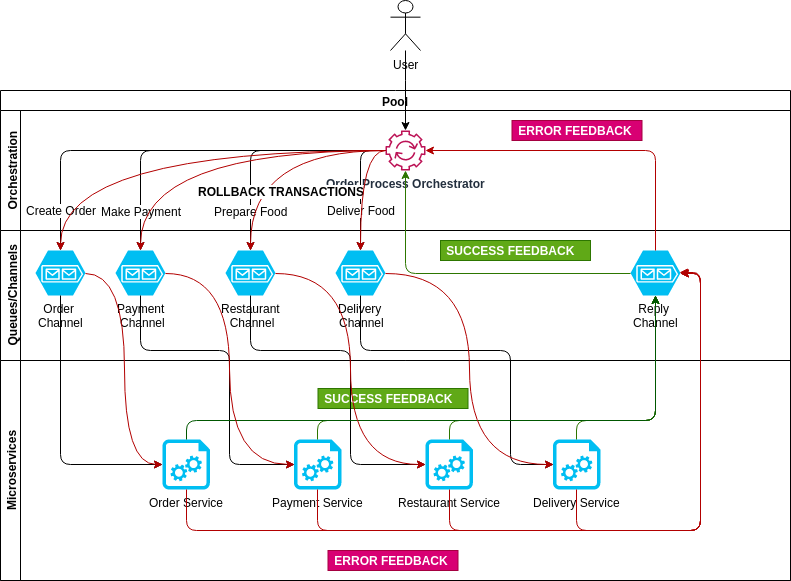 User
Pool
Orchestration
ERROR FEEDBACK
Order Process Orchestrator
ROLLBACK TRANSACTIONS
Create Order
Make Payment
Prepare Food
Deliver Food
Queues/Channels
SUCCESS FEEDBACK
Order
Channel
Payment
Channel
Restaurant
Channel
Delivery
Channel
Reply
Channel
Microservices
SUCCESS FEEDBACK
Order Service
Payment Service
Restaurant Service
Delivery Service
ERROR FEEDBACK